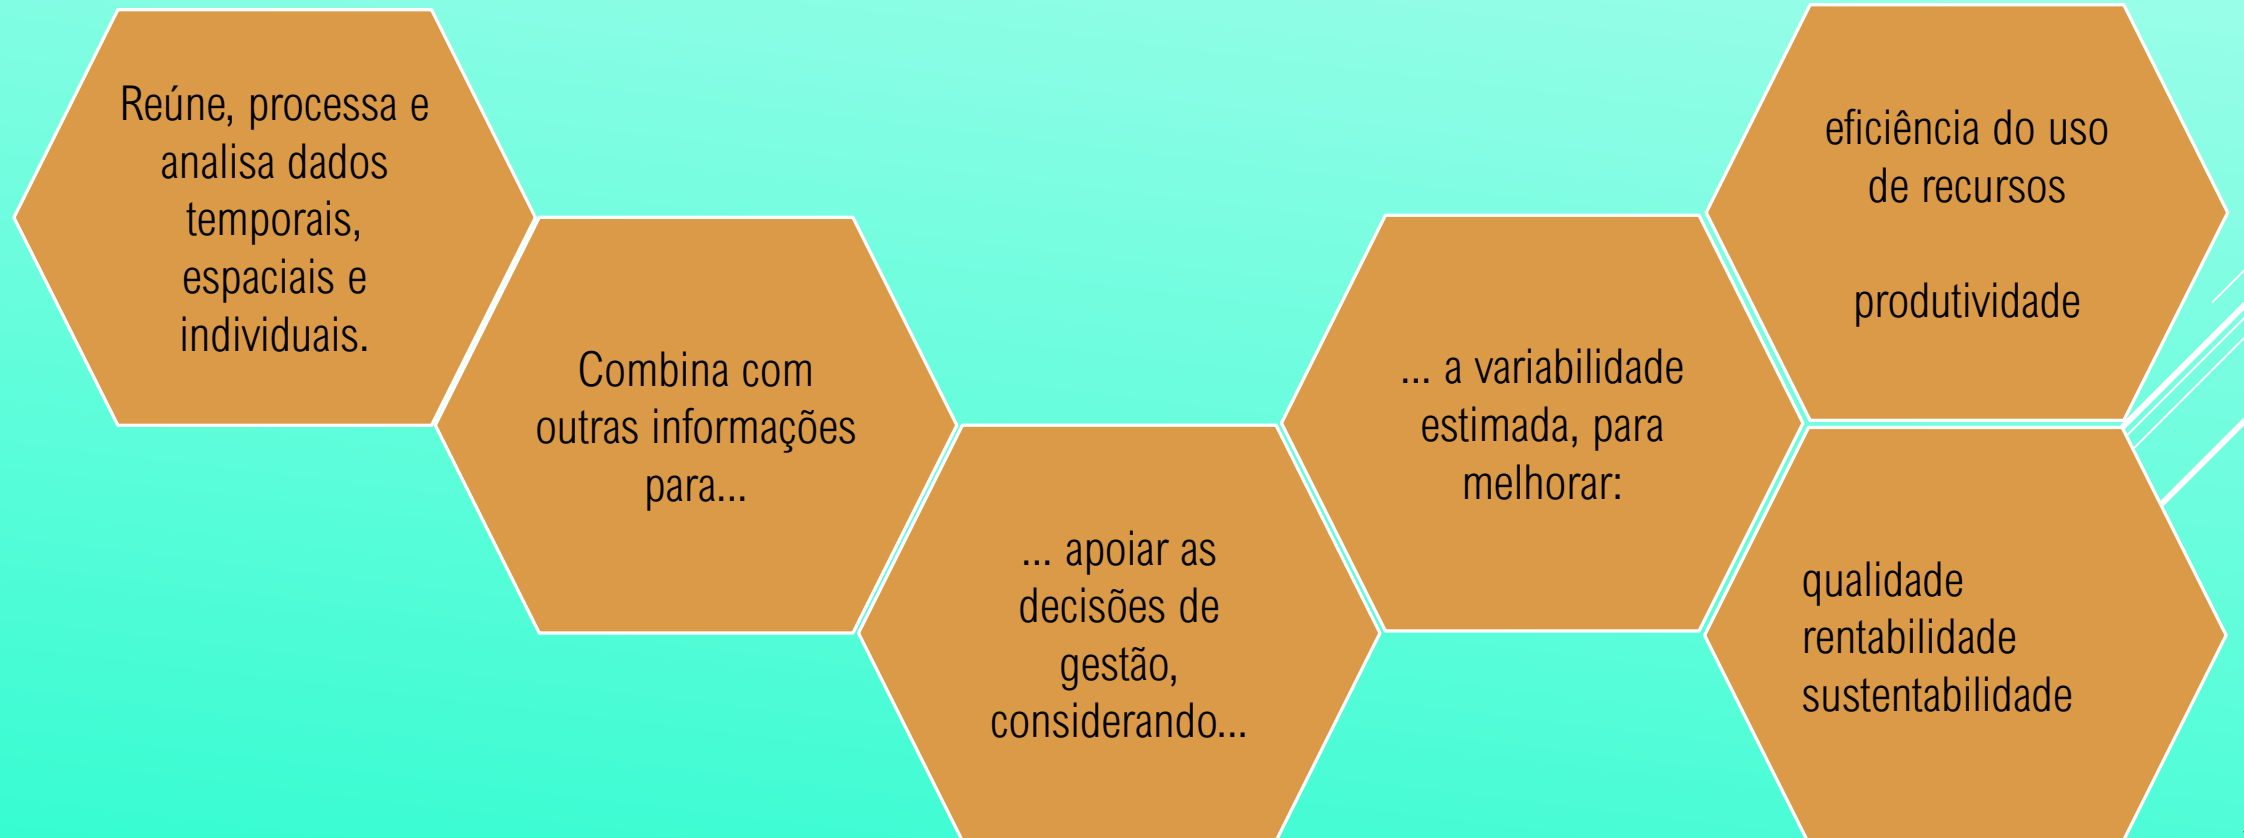 Reúne, processa e
analisa dados
temporais,
espaciais e
individuais.
Combina com
outras informações
para...
... apoiar as
decisões de
gestão,
considerando...
... a variabilidade
estimada, para
melhorar:
eficiência do uso
de recursos
produtividade
qualidade
rentabilidade
sustentabilidade